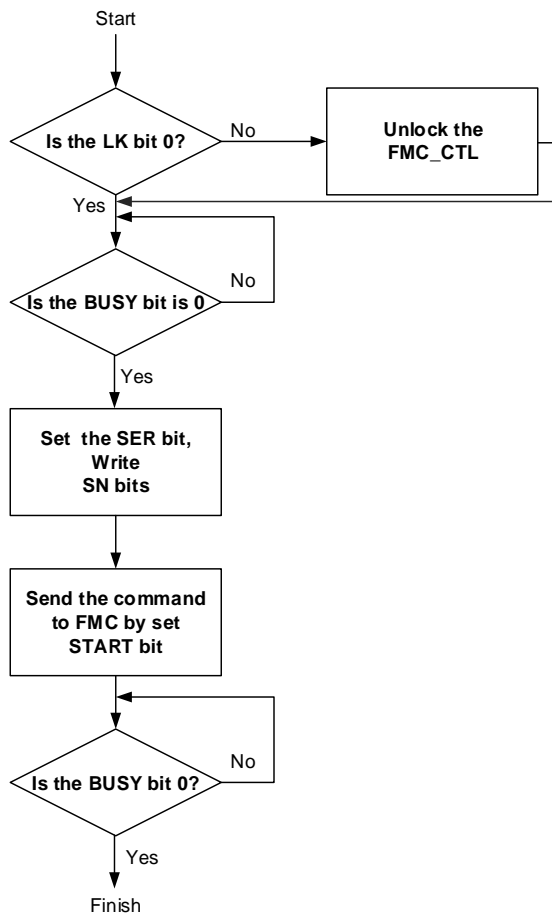 Start
Is the LK bit 0?
No
Unlock the
FMC_CTL
Yes
No
Is the BUSY bit is 0
Yes
Set the SER bit,
Write
SN bits
Send the command
to FMC by set
START bit
No
Is the BUSY bit 0?
Yes
Finish